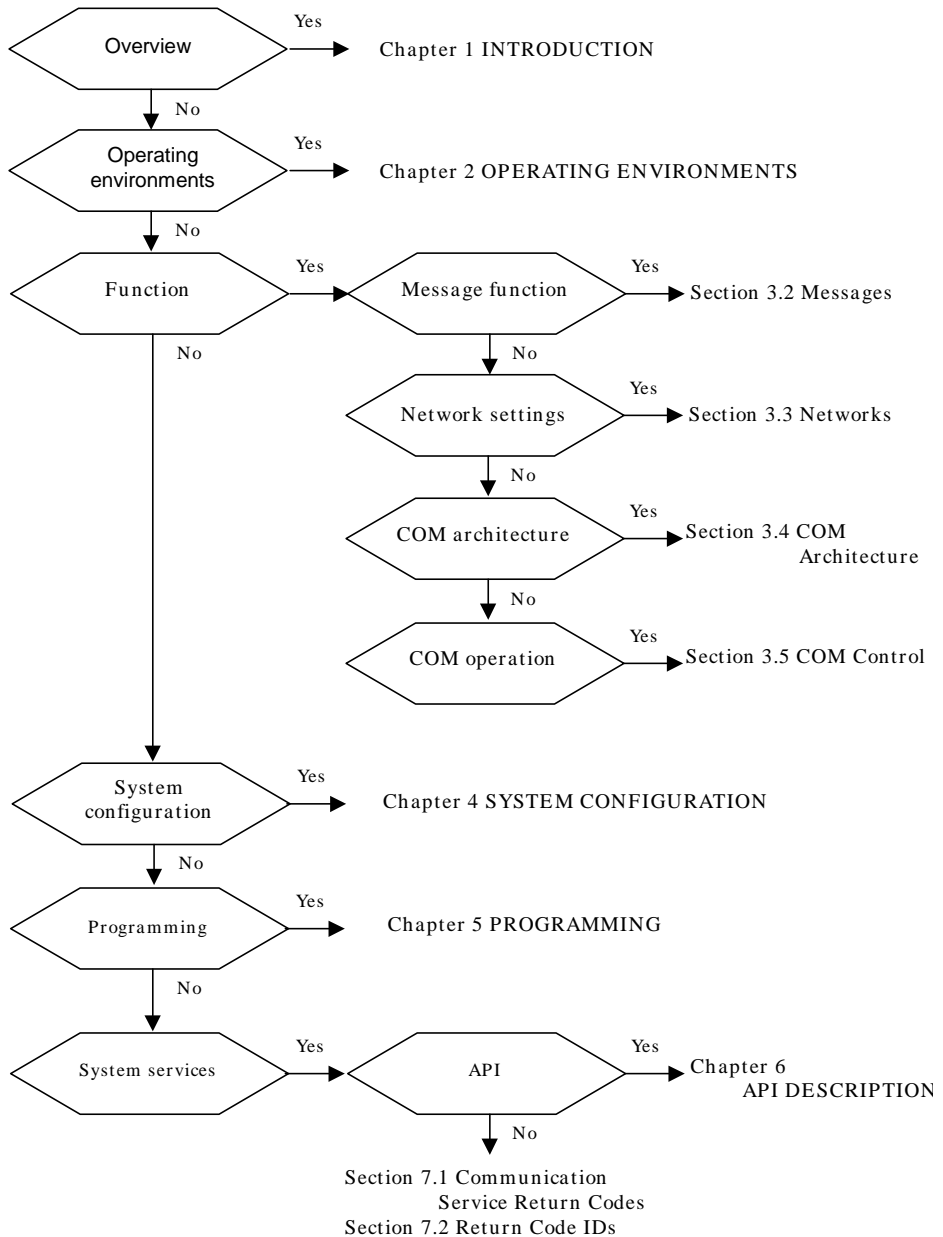 Overview
Yes
Chapter 1 INTRODUCTION
No
Operating
environments
Yes
Chapter 2 OPERATING ENVIRONMENTS
No
Function
Yes
Message function
Yes
Section 3.2 Messages
No
No
Network settings
Yes
Section 3.3 Networks
No
COM architecture
Yes
Section 3.4 COM
Architecture
No
COM operation
Yes
Section 3.5 COM Control
System
configuration
Yes
Chapter 4 SYSTEM CONFIGURATION
No
Programming
Yes
Chapter 5 PROGRAMMING
No
System services
Yes
API
Yes
Chapter 6
API DESCRIPTION
No
Section 7.1 Communication
Service Return Codes
Section 7.2 Return Code IDs